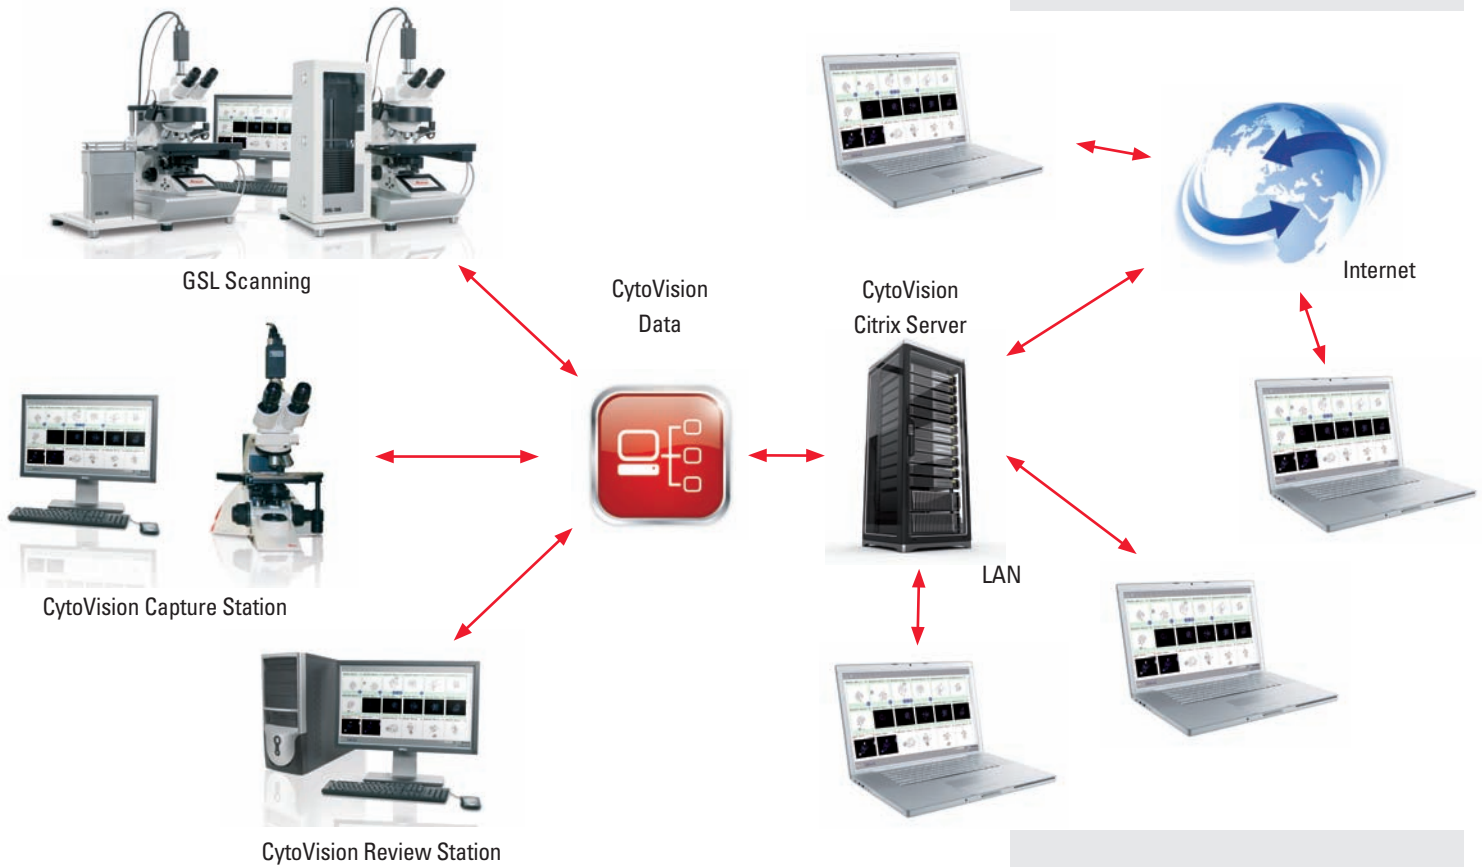 GSL Scanning
CytoVision
Data
CytoVision
Citrix Server
Internet
CytoVision Capture Station
LAN
CytoVision Review Station